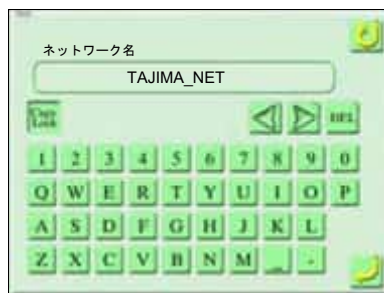 ネットワーク名
TAJIMA_NET
Caps Lock
DEL
1 2 3 4 5 6 7 8 9 0
Q W E R T Y U I O P
A S D F G H J K L
Z X C V B N M _ -